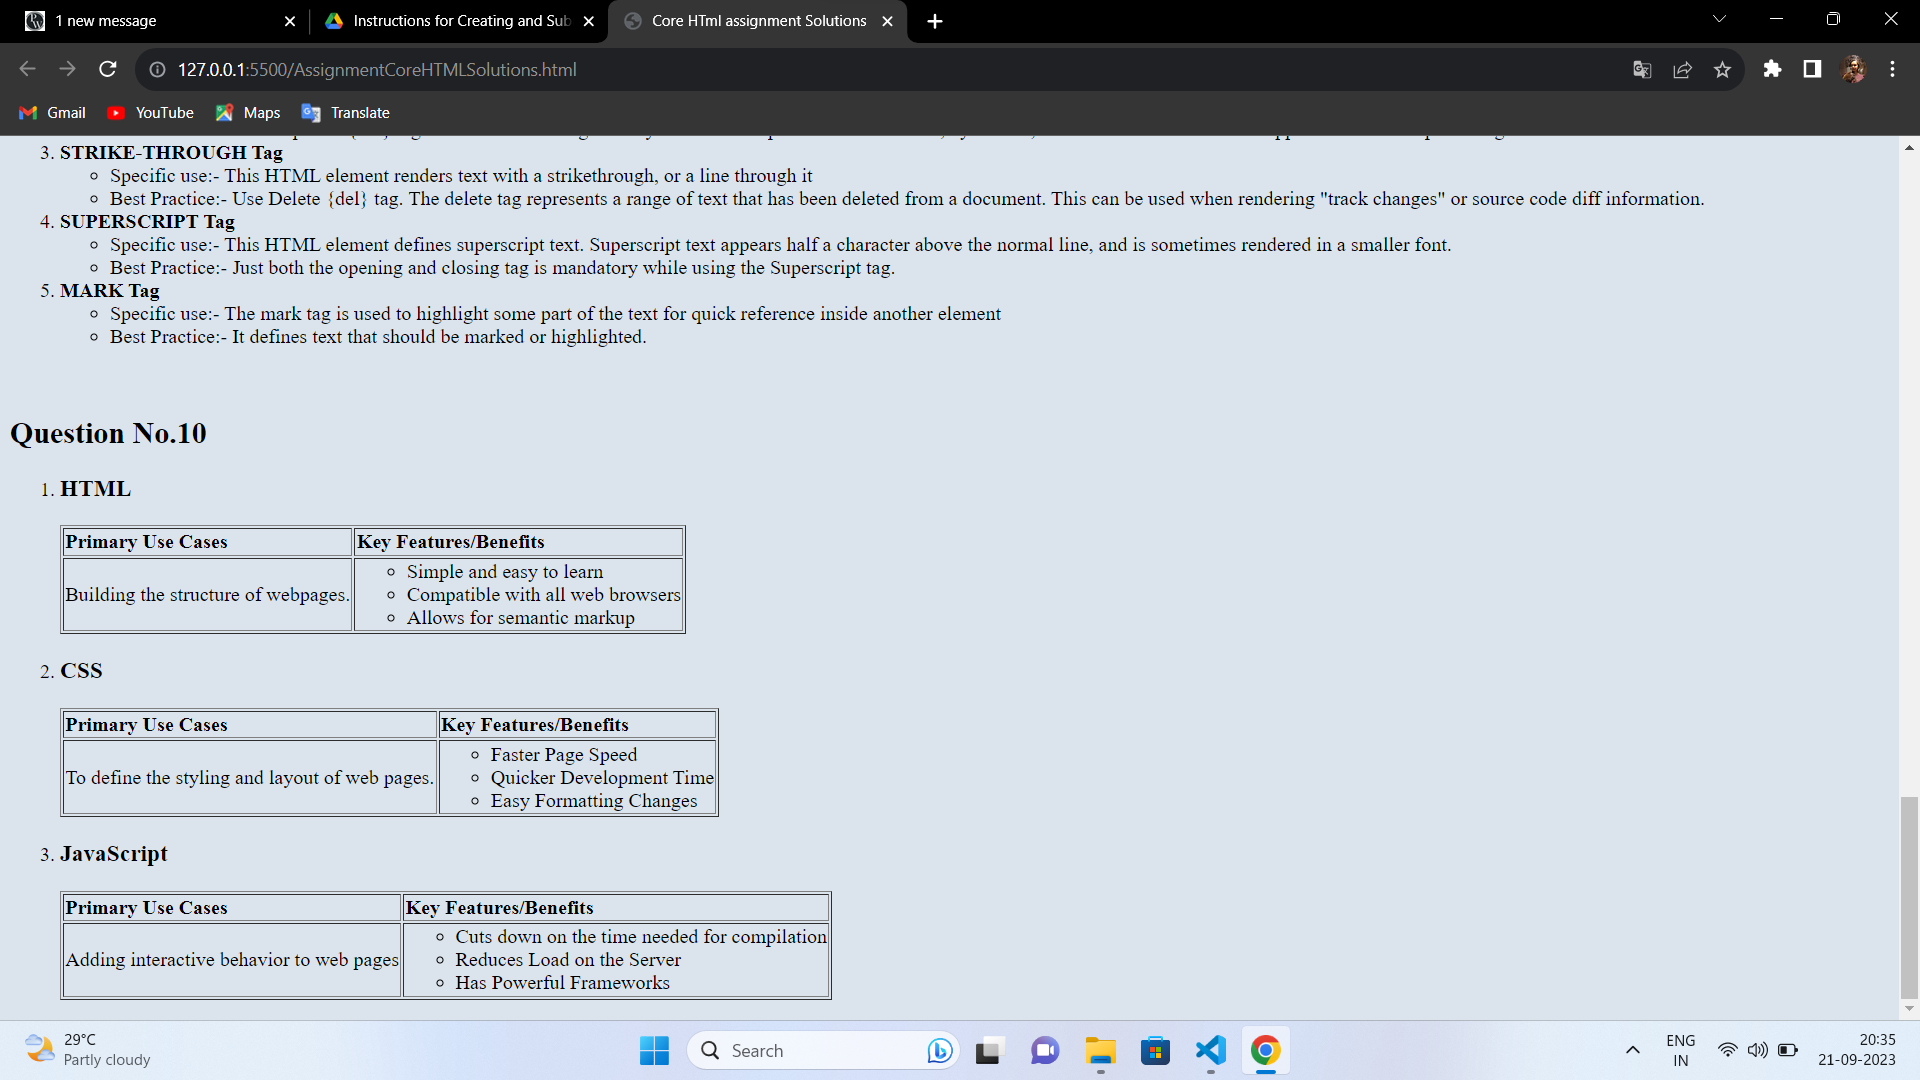 1 new message
Instructions for Creating and Sub
Core HTml assignment Solutions
127.0.0.1:5500/AssignmentCoreHTMLSolutions.html
Gmail
YouTube
Maps
Translate
3. STRIKE-THROUGH Tag
Specific use:- This HTML element renders text with a strikethrough, or a line through it
Best Practice:- Use Delete {del} tag. The delete tag represents a range of text that has been deleted from a document. This can be used when rendering "track changes" or source code diff information.
4. SUPERSCRIPT Tag
Specific use:- This HTML element defines superscript text. Superscript text appears half a character above the normal line, and is sometimes rendered in a smaller font.
Best Practice:- Just both the opening and closing tag is mandatory while using the Superscript tag.
5. MARK Tag
Specific use:- The mark tag is used to highlight some part of the text for quick reference inside another element
Best Practice:- It defines text that should be marked or highlighted.
Question No.10
1. HTML
Primary Use Cases
Key Features/Benefits
Building the structure of webpages.
Simple and easy to learn
Compatible with all web browsers
Allows for semantic markup
2. CSS
Primary Use Cases
Key Features/Benefits
To define the styling and layout of web pages.
Faster Page Speed
Quicker Development Time
Easy Formatting Changes
3. JavaScript
Primary Use Cases
Key Features/Benefits
Adding interactive behavior to web pages
Cuts down on the time needed for compilation
Reduces Load on the Server
Has Powerful Frameworks
29°C
Partly cloudy
Search
ENG
IN
20:35
21-09-2023